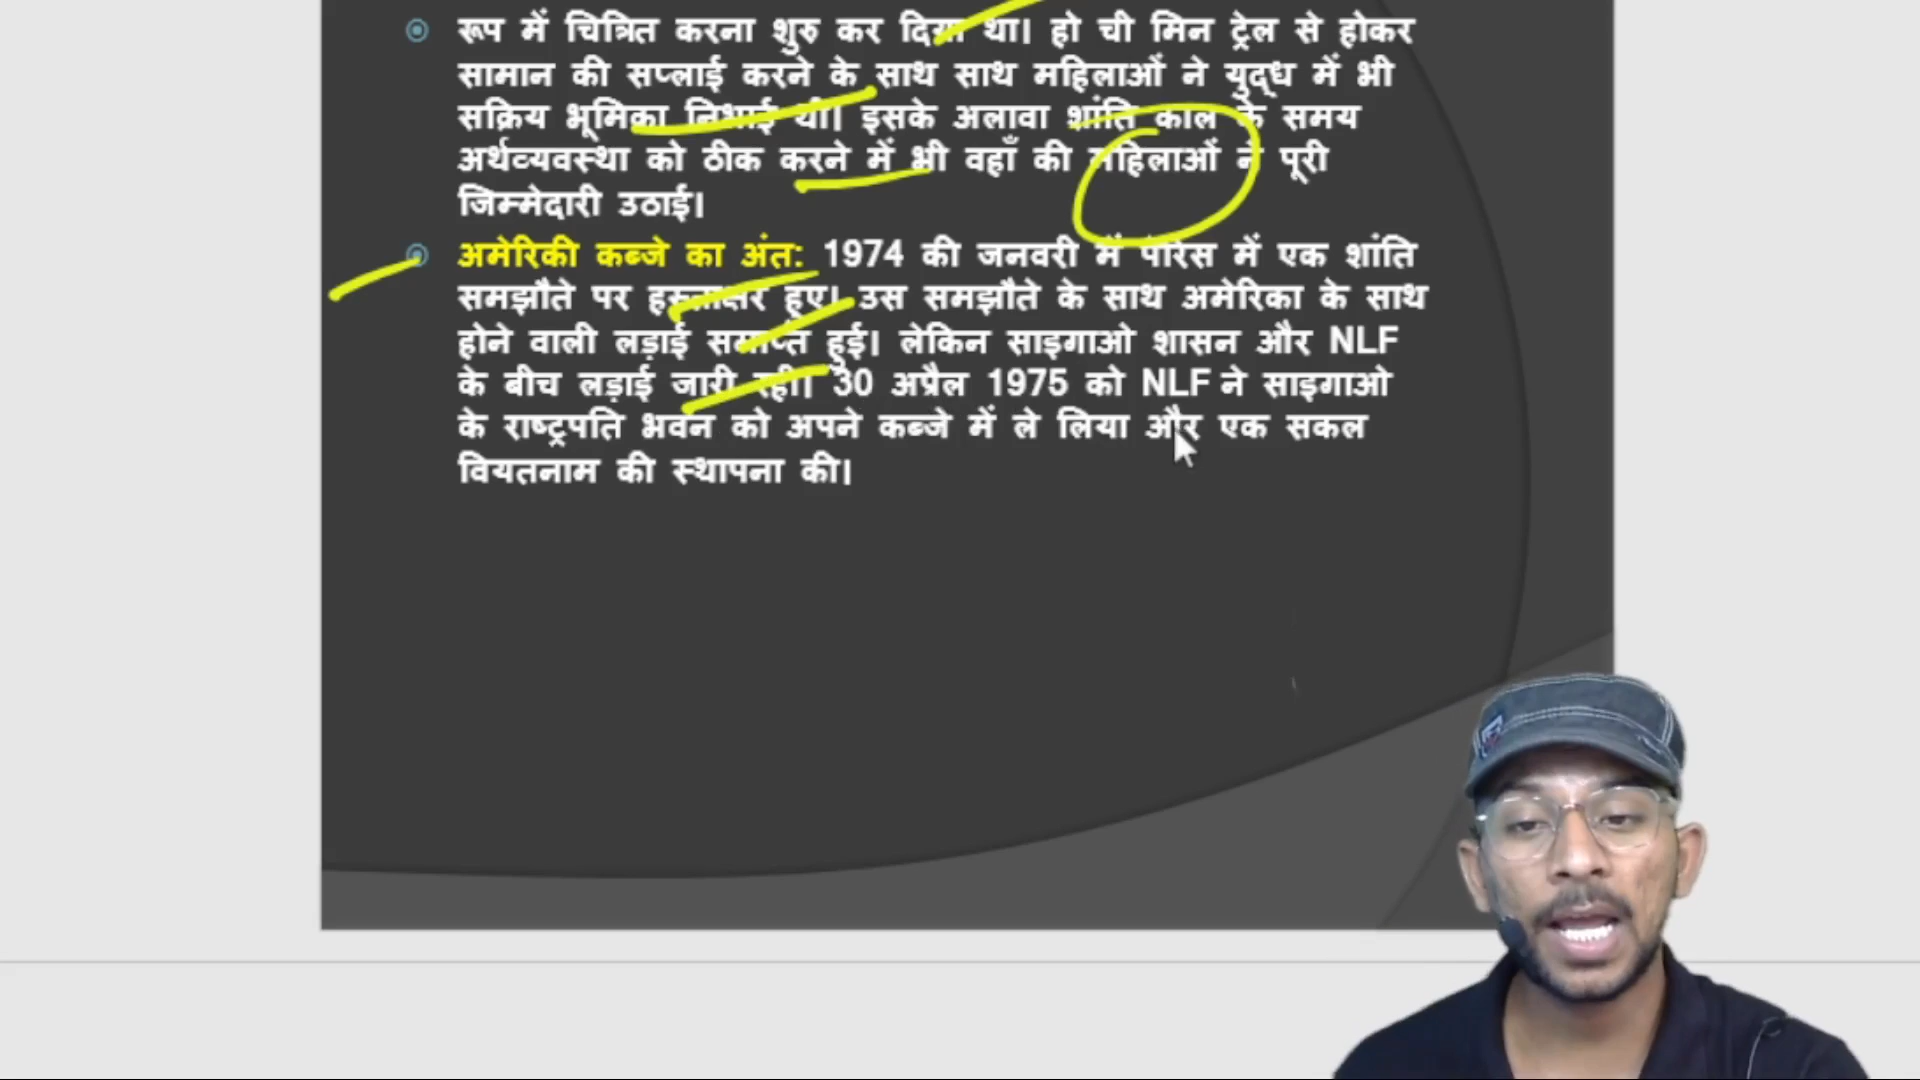 रूप में चित्रित करना शुरु कर दिया था। हो ची मिन ट्रेल से होकर
सामान की सप्लाई करने के साथ साथ महिलाओं ने युद्ध में भी
सक्रिय भूमिका निभाई थी। इसके अलावा शांति काल के समय
अर्थव्यवस्था को ठीक करने में भी वहाँ की महिलाओं ने पूरी
जिम्मेदारी उठाई।
अमेरिकी कब्जे का अंत: 1974 की जनवरी में पेरिस में एक शांति
समझौते पर हस्ताक्षर हुए। उस समझौते के साथ अमेरिका के साथ
होने वाली लड़ाई समाप्त हुई। लेकिन साइगाओ शासन और NLF
के बीच लड़ाई जारी रही। 30 अप्रैल 1975 को NLF ने साइगाओ
के राष्ट्रपति भवन को अपने कब्जे में ले लिया और एक सकल
वियतनाम की स्थापना की।